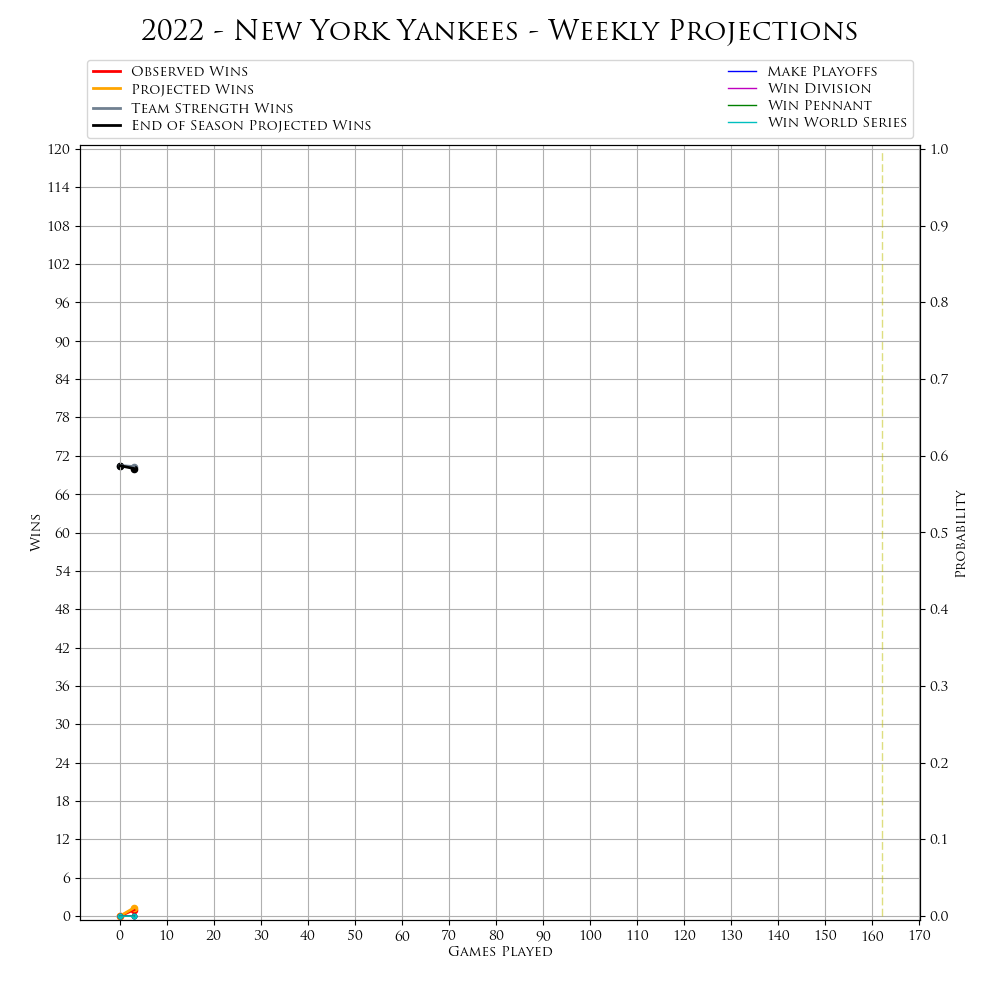 2022 - New York Yankees - Weekly Projections
Observed Wins
Projected Wins
Team Strength Wins
End of Season Projected Wins
Make Playoffs
Win Division
Win Pennant
Win World Series
120
114
108
102
96
90
84
78
72
66
60
54
48
42
36
30
24
18
12
6
0
Wins
1.0
0.9
0.8
0.7
0.6
0.5
0.4
0.3
0.2
0.1
0.0
Probability
0 10 20 30 40 50 60 70 80 90 100 110 120 130 140 150 160 170
Games Played